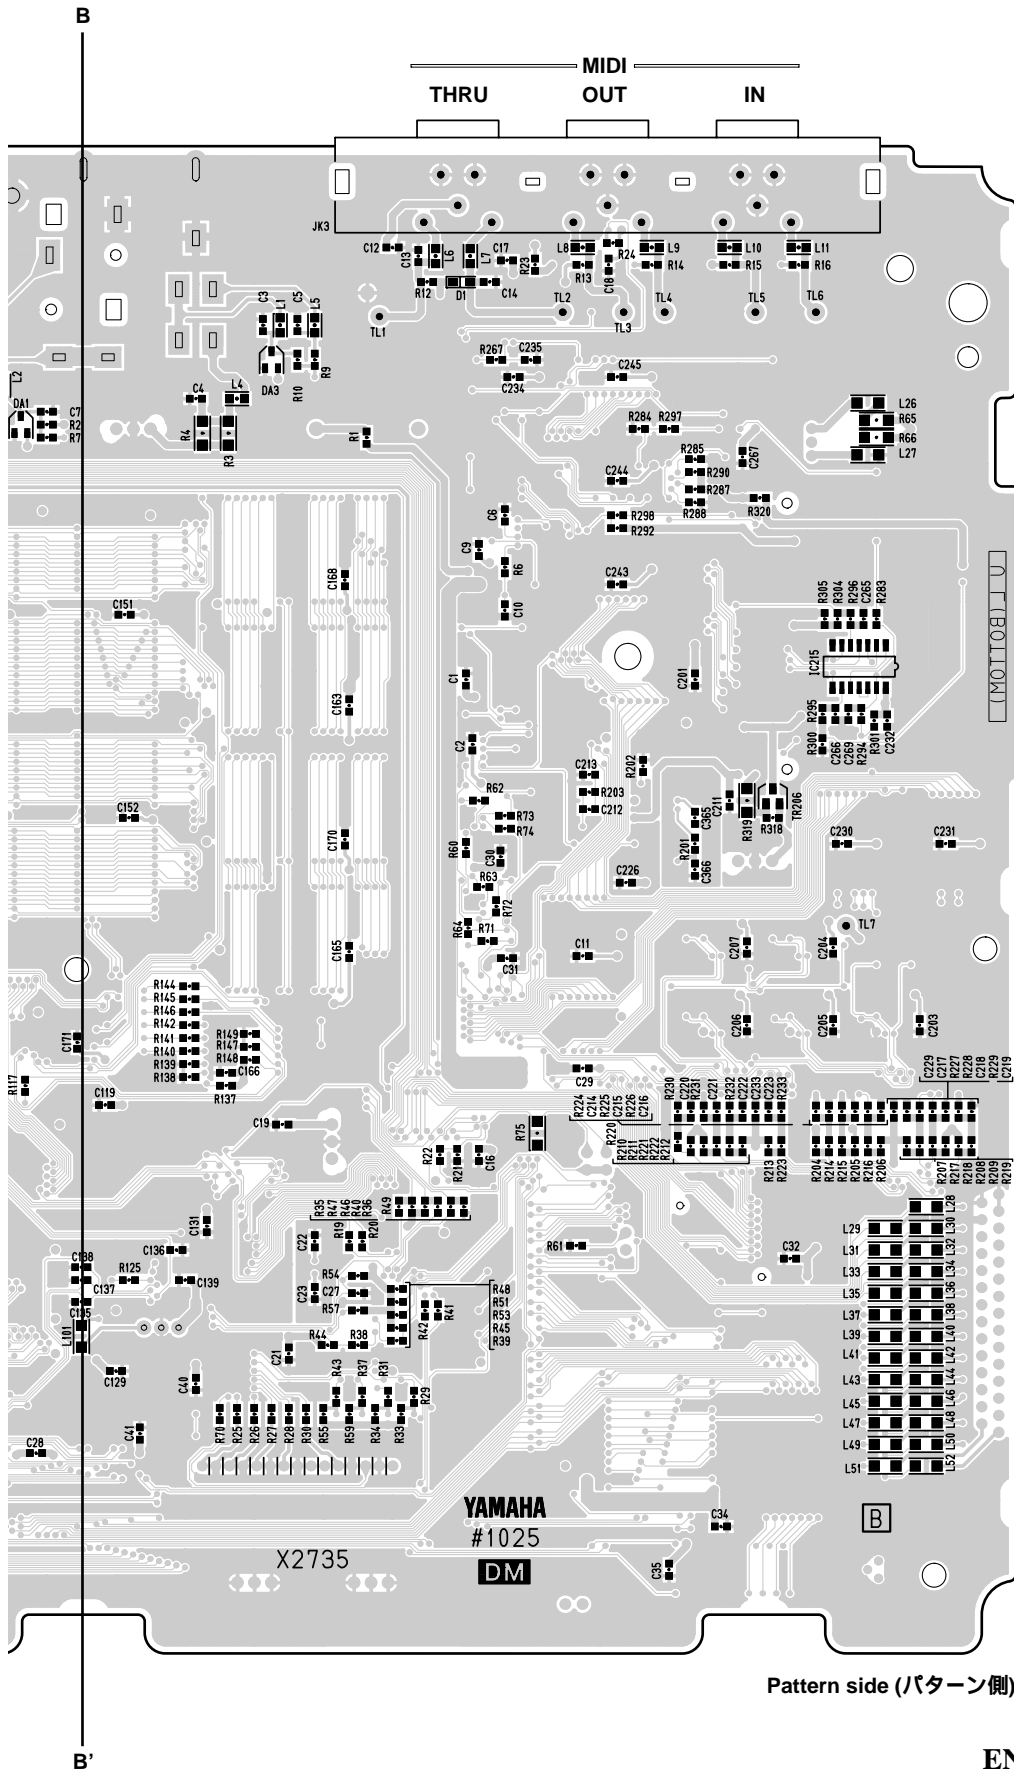 B
MIDI
THRU OUT IN
JK3
C12 C13 L6 L7 C17 R23 L8 R24 L9 L10 L11
R13 C18 R14 R15 R16
R12 D1 C14
TL1 TL2 TL3 TL4 TL5 TL6
C3 L1 C5 L5
DA3 R10 R9
R267 C235
C234 C245
L2
DA1
C7
R2
R7
C4 L4
R4 R3
R1
R284 R297
L26
R65
R66
L27
R285
R290
R287
R288
C267
R320
C244
R298
R292
C6
C9
R6
C10
C168
C243
C151
R305 R304 R296 C265 R283
IC215
UT(BOTTOM)
C1
C201
C163
R295
R300 C266 C269 R294 R301 C232
C2
C213
R203
C212
R202
R62
R73
R74
C211 R319 TR206
R318
C365
R201
C366
C152
C170
R60
C30
C230 C231
R63
C226
R72
R64
R71
C31
C11
C165
C207 C204
TL7
R144
R145
R146
R142
R141
R140
R139
R138
R149
R147
R148
C166
R137
C171
C206 C205 C203
R117
C119
C29
C229 C217 R227 R228 C218 R229 C219
R224 C214 R225 C215 R226 C216
R230 C220 R231 C221 R232 C222 C233 C223 R233
C19
R75
R220
R210 R211 R221 R222 R212
R22 R21 C16
R213 R223
R204 R214 R215 R205 R216 R206
R207 R217 R218 R208 R209 R219
R35 R47 R46 R40 R36
R49
C131
C22 R19 R20
R61
C32
C138
C136
R125
C139
C137
C135
L101
R54
C27
R57
C23
R42 R41
R48
R51
R53
R45
R39
R44 R38
C21
L28
L29 L30
L31 L32
L33 L34
L35 L36
L37 L38
L39 L40
L41 L42
L43 L44
L45 L46
L47 L48
L49 L50
L51 L52
C129
C40
R43 R37 R31 R29
C41
C28
R70 R25 R26 R27 R28 R30 R55 R59 R34 R33
YAMAHA
#1025
DM
X2735
C34
C35
B
Pattern side (パターン側)
B'
EN